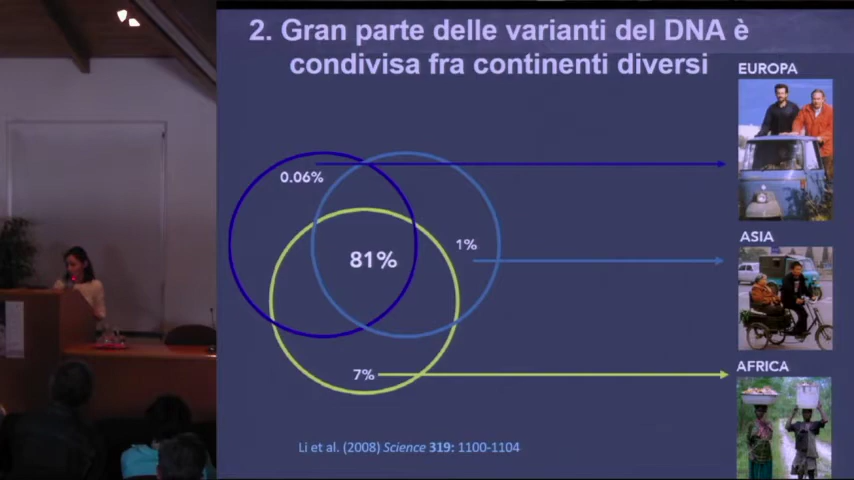 2. Gran parte delle varianti del DNA è
condivisa fra continenti diversi
EUROPA
0.06%
1%
81%
ASIA
7%
AFRICA
Li et al. (2008) Science 319: 1100-1104